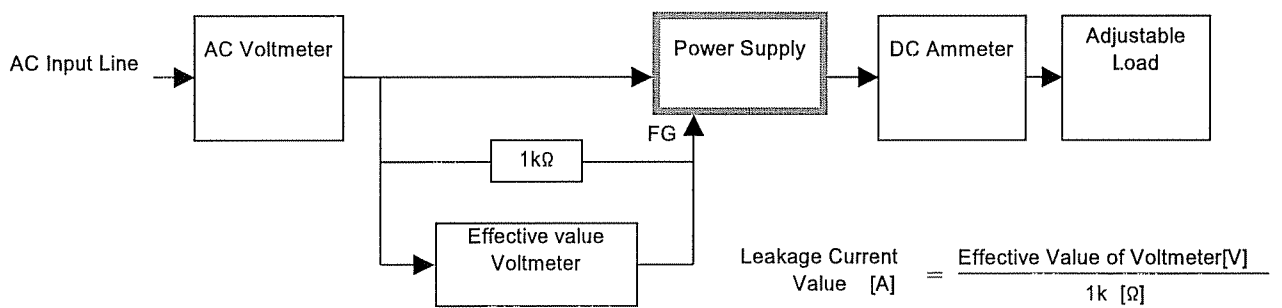 AC Input Line
AC Voltmeter
Power Supply
DC Ammeter
Adjustable
Load
FG
1kΩ
Effective value
Voltmeter
Leakage Current
Value [A]
=
Effective Value of Voltmeter[V]
1k [Ω]